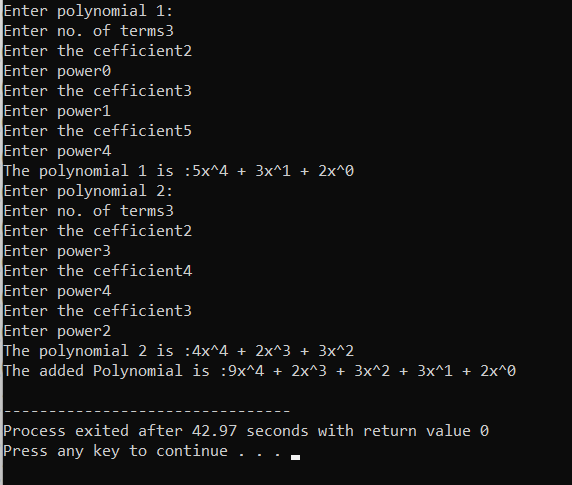 Enter polynomial 1:
Enter no. of terms3
Enter the cefficient2
Enter power0
Enter the cefficient3
Enter power1
Enter the cefficient5
Enter power4
The polynomial 1 is :5x^4 + 3x^1 + 2x^0
Enter polynomial 2:
Enter no. of terms3
Enter the cefficient2
Enter power3
Enter the cefficient4
Enter power4
Enter the cefficient3
Enter power2
The polynomial 2 is :4x^4 + 2x^3 + 3x^2
The added Polynomial is :9x^4 + 2x^3 + 3x^2 + 3x^1 + 2x^0
--------------------------------
Process exited after 42.97 seconds with return value 0
Press any key to continue . . .